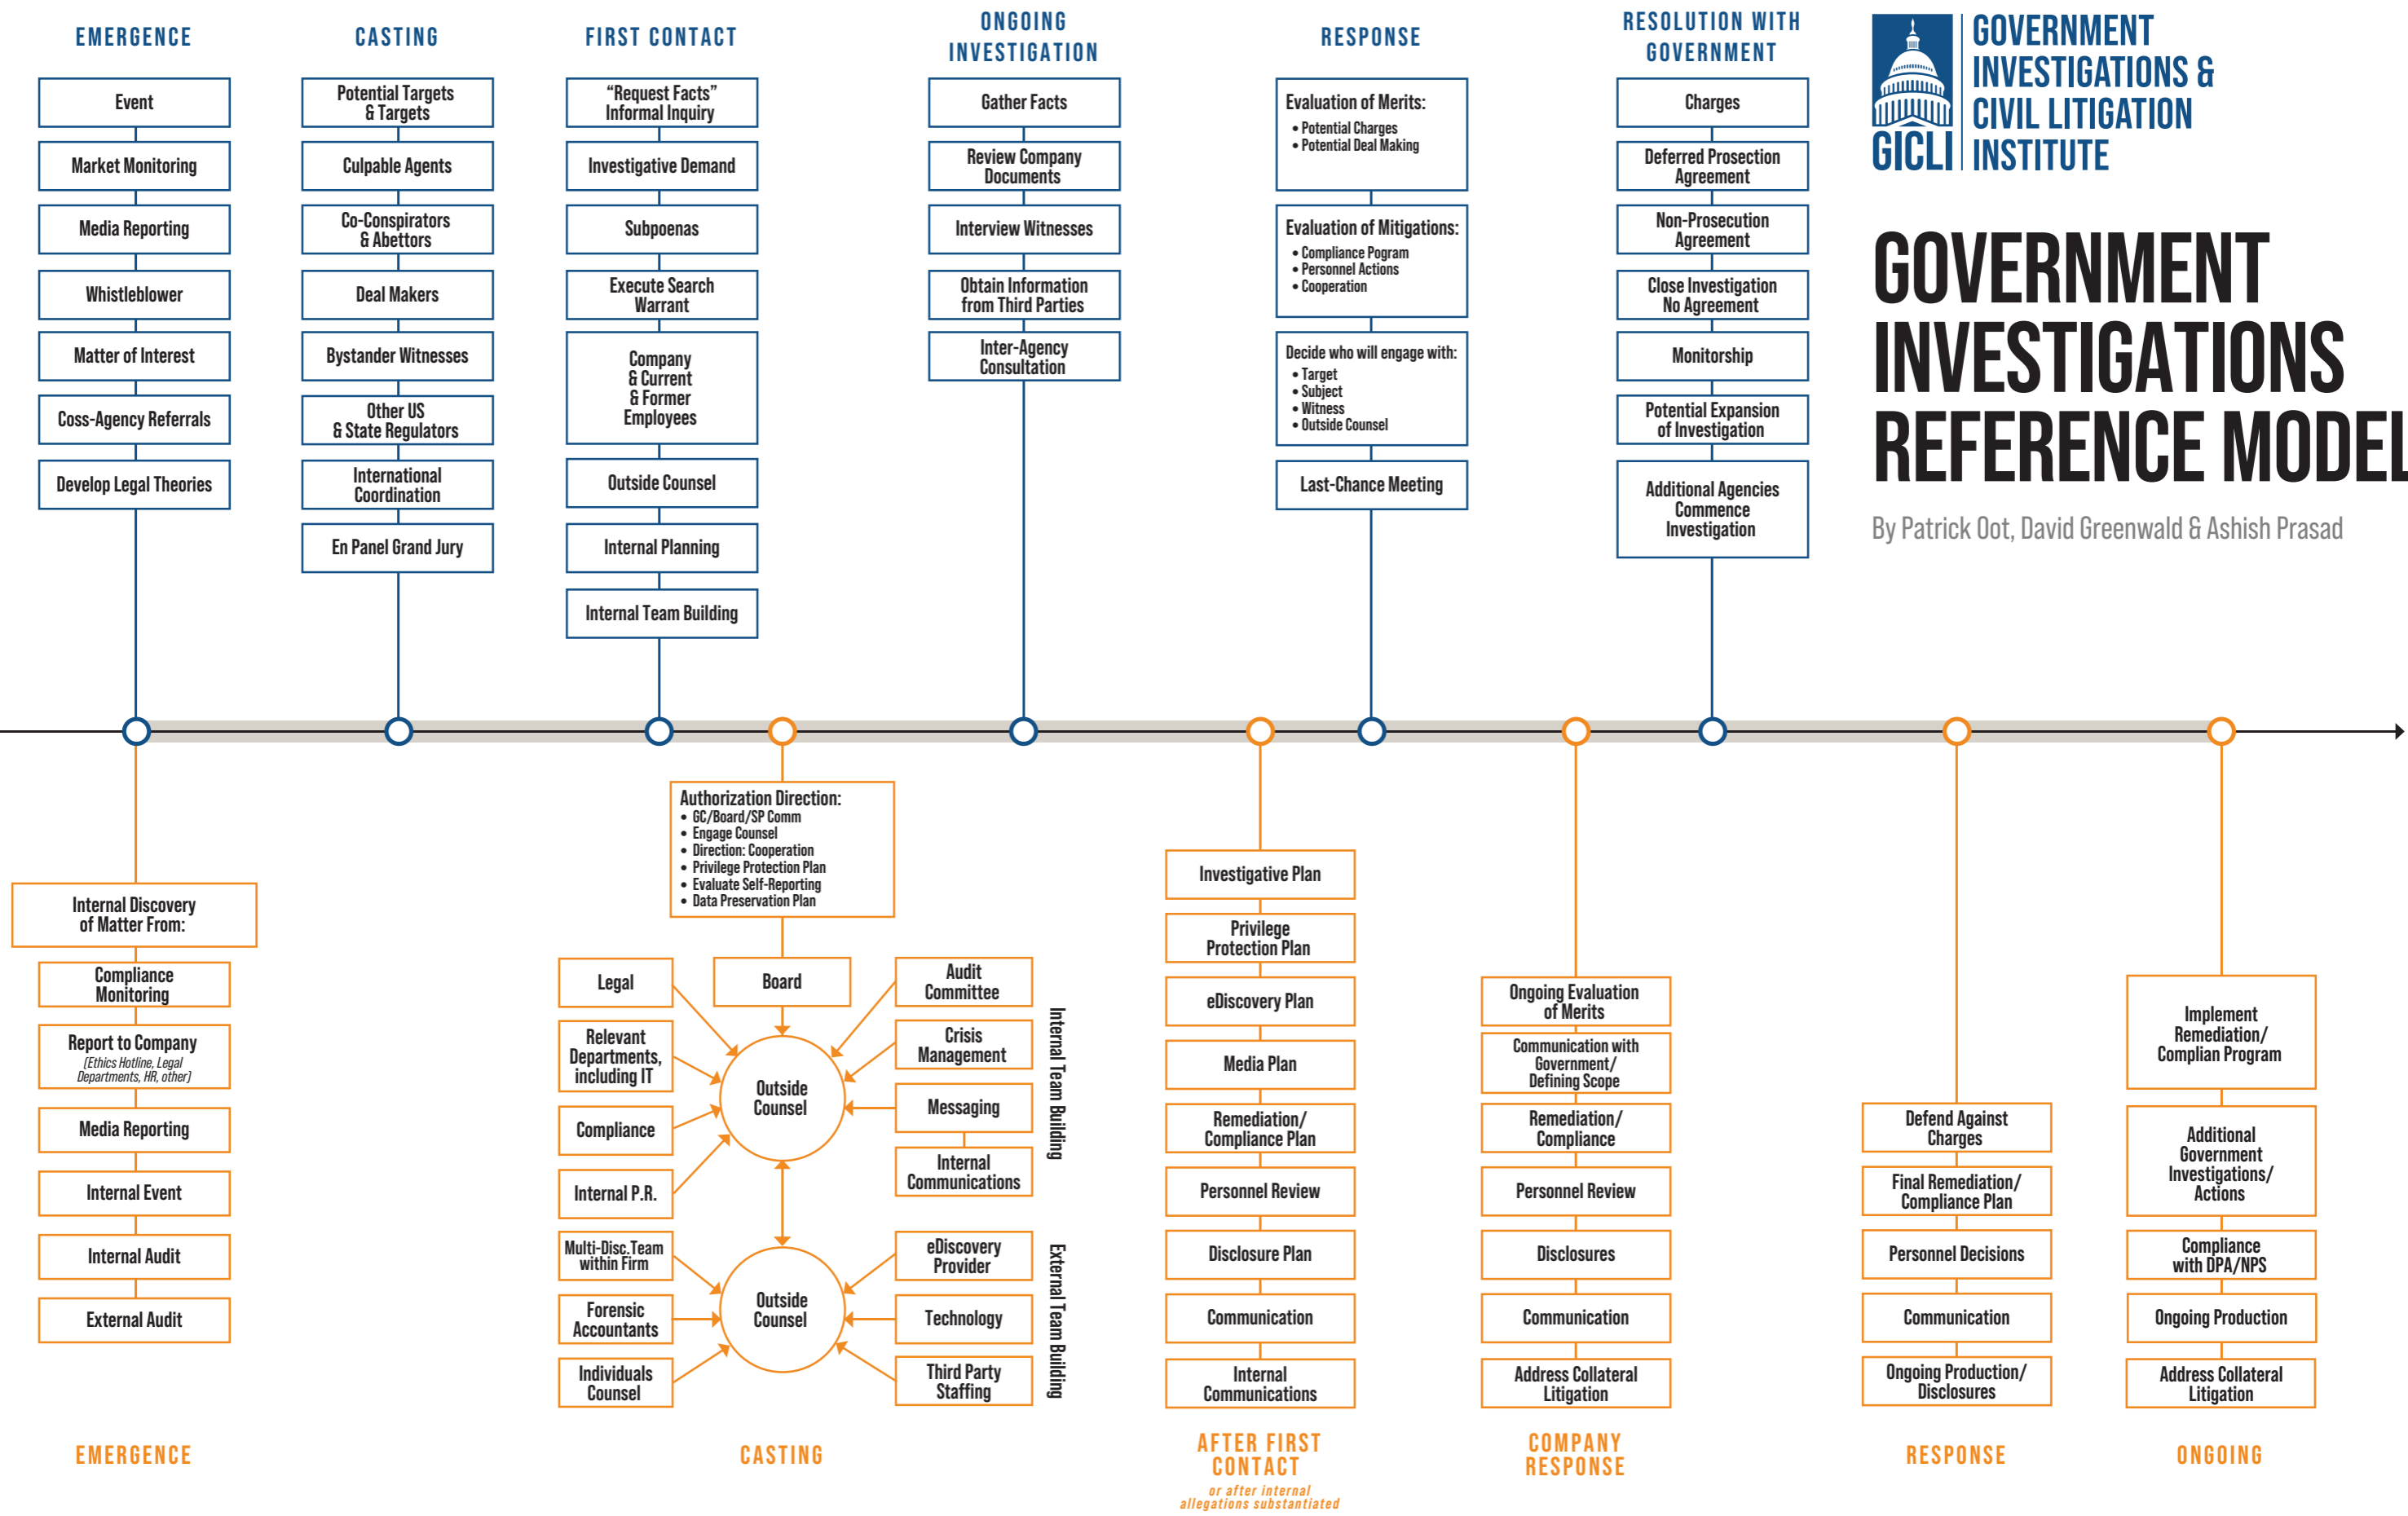 EMERGENCE
Event
Market Monitoring
Media Reporting
Whistleblower
Matter of Interest
Coss-Agency Referrals
Develop Legal Theories
CASTING
Potential Targets
& Targets
Culpable Agents
Co-Conspirators
& Abettors
Deal Makers
Bystander Witnesses
Other US
& State Regulators
International
Coordination
En Panel Grand Jury
FIRST CONTACT
“Request Facts”
Informal Inquiry
Investigative Demand
Subpoenas
Execute Search
Warrant
Company
& Current
& Former
Employees
Outside Counsel
Internal Planning
Internal Team Building
ONGOING
INVESTIGATION
Gather Facts
Review Company
Documents
Interview Witnesses
Obtain Information
from Third Parties
Inter-Agency
Consultation
RESPONSE
Evaluation of Merits:
• Potential Charges
• Potential Deal Making
Evaluation of Mitigations:
• Compliance Pogram
• Personnel Actions
• Cooperation
Decide who will engage with:
• Target
• Subject
• Witness
• Outside Counsel
Last-Chance Meeting
RESOLUTION WITH
GOVERNMENT
Charges
Deferred Prosection
Agreement
Non-Prosecution
Agreement
Close Investigation
No Agreement
Monitorship
Potential Expansion
of Investigation
Additional Agencies
Commence
Investigation
GICLI
GOVERNMENT
INVESTIGATIONS &
CIVIL LITIGATION
INSTITUTE
GOVERNMENT
INVESTIGATIONS
REFERENCE MODEL
By Patrick Oot, David Greenwald & Ashish Prasad
Internal Discovery
of Matter From:
Compliance
Monitoring
Report to Company
(Ethics Hotline, Legal
Departments, HR, other)
Media Reporting
Internal Event
Internal Audit
External Audit
EMERGENCE
Authorization Direction:
• GC/Board/SP Comm
• Engage Counsel
• Direction: Cooperation
• Privilege Protection Plan
• Evaluate Self-Reporting
• Data Preservation Plan
Legal
Relevant
Departments,
including IT
Compliance
Internal P.R.
Board
Outside
Counsel
Audit
Committee
Crisis
Management
Messaging
Internal
Communications
Internal Team Building
Multi-Disc.Team
within Firm
Forensic
Accountants
Individuals
Counsel
Outside
Counsel
eDiscovery
Provider
Technology
Third Party
Staffing
External Team Building
CASTING
Investigative Plan
Privilege
Protection Plan
eDiscovery Plan
Media Plan
Remediation/
Compliance Plan
Personnel Review
Disclosure Plan
Communication
Internal
Communications
AFTER FIRST
CONTACT
or after internal
allegations substantiated
Ongoing Evaluation
of Merits
Communication with
Government/
Defining Scope
Remediation/
Compliance
Personnel Review
Disclosures
Communication
Address Collateral
Litigation
COMPANY
RESPONSE
Defend Against
Charges
Final Remediation/
Compliance Plan
Personnel Decisions
Communication
Ongoing Production/
Disclosures
RESPONSE
Implement
Remediation/
Complian Program
Additional
Government
Investigations/
Actions
Compliance
with DPA/NPS
Ongoing Production
Address Collateral
Litigation
ONGOING